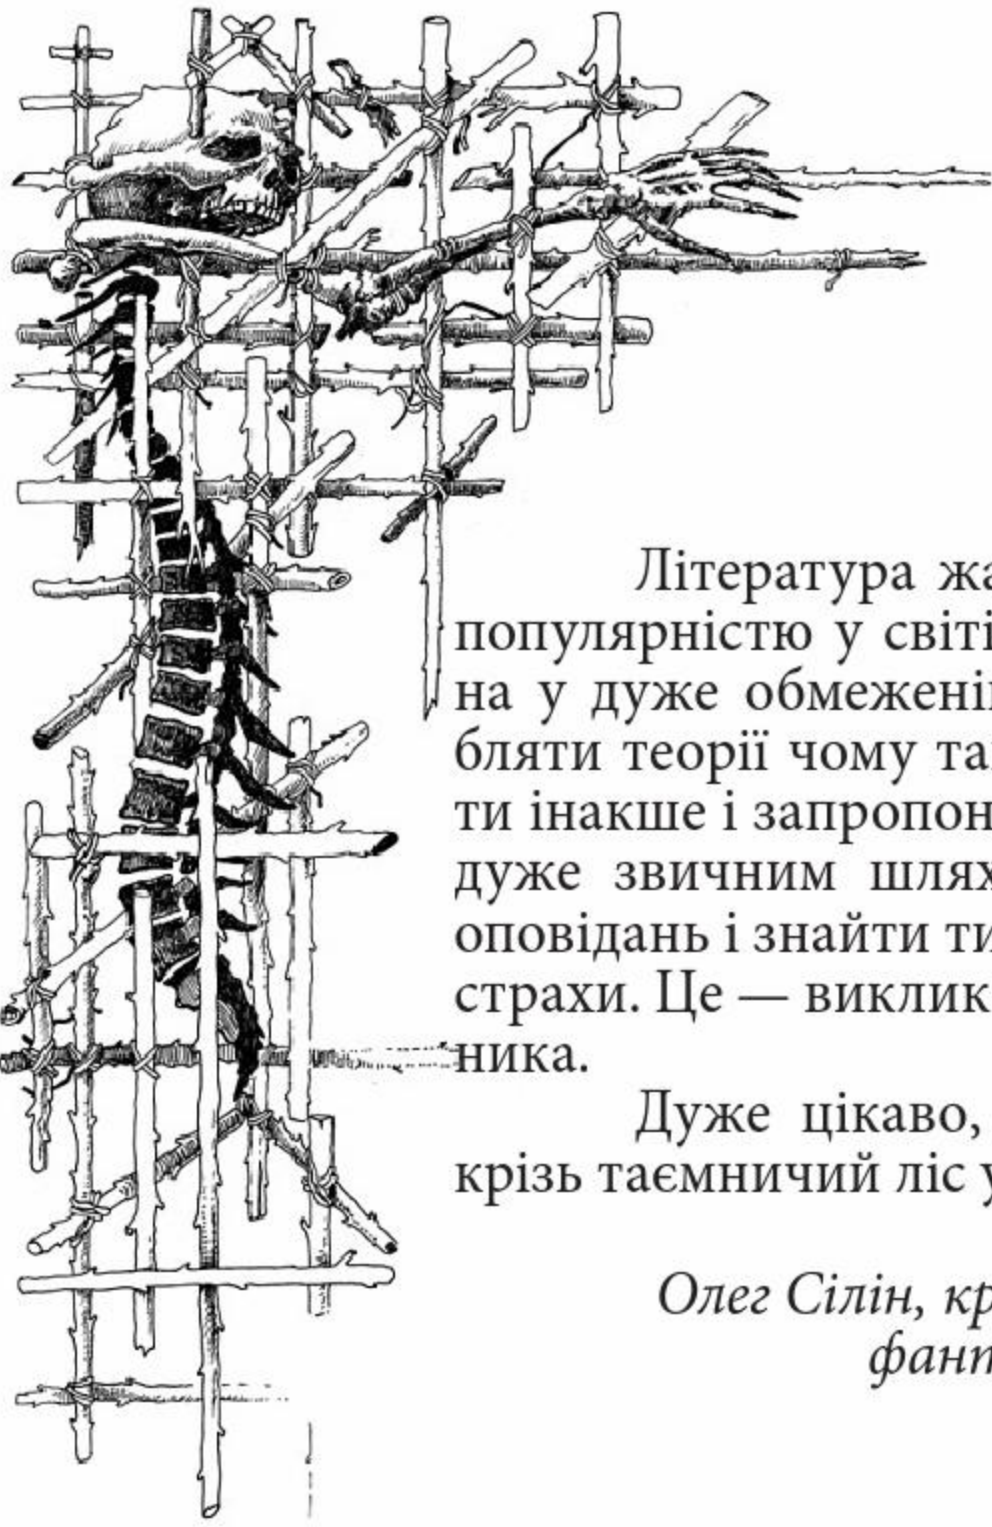 Література жа
популярністю у світі
на у дуже обмежені
бляти теорії чому та
ти інакше і запропон
дуже звичним шлях
оповідань і знайти ти
страхи. Це — виклик
ника.
Дуже цікаво,
крізь таємничий ліс у
Олег Сілін, кр
фант